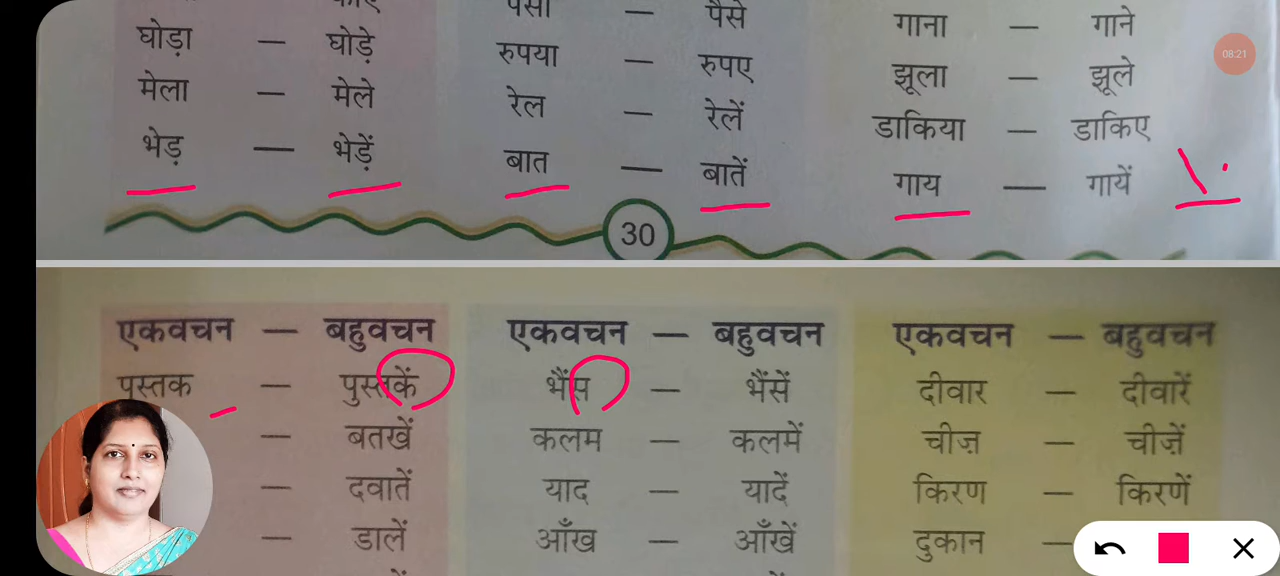 घोड़ा — घोड़े
मेला — मेले
भेड़ — भेड़ें
पैसे
रुपया — रुपए
रेल — रेलें
बात — बातें
गाना — गाने
झूला — झूले
डाकिया — डाकिए
गाय — गायें
08:21
30
एकवचन — बहुवचन
पुस्तक — पुस्तकें
— बतखें
— दवातें
— डालें
एकवचन — बहुवचन
भैंस — भैंसें
कलम — कलमें
याद — यादें
आँख — आँखें
एकवचन — बहुवचन
दीवार — दीवारें
चीज़ — चीज़ें
किरण — किरणें
दुकान —